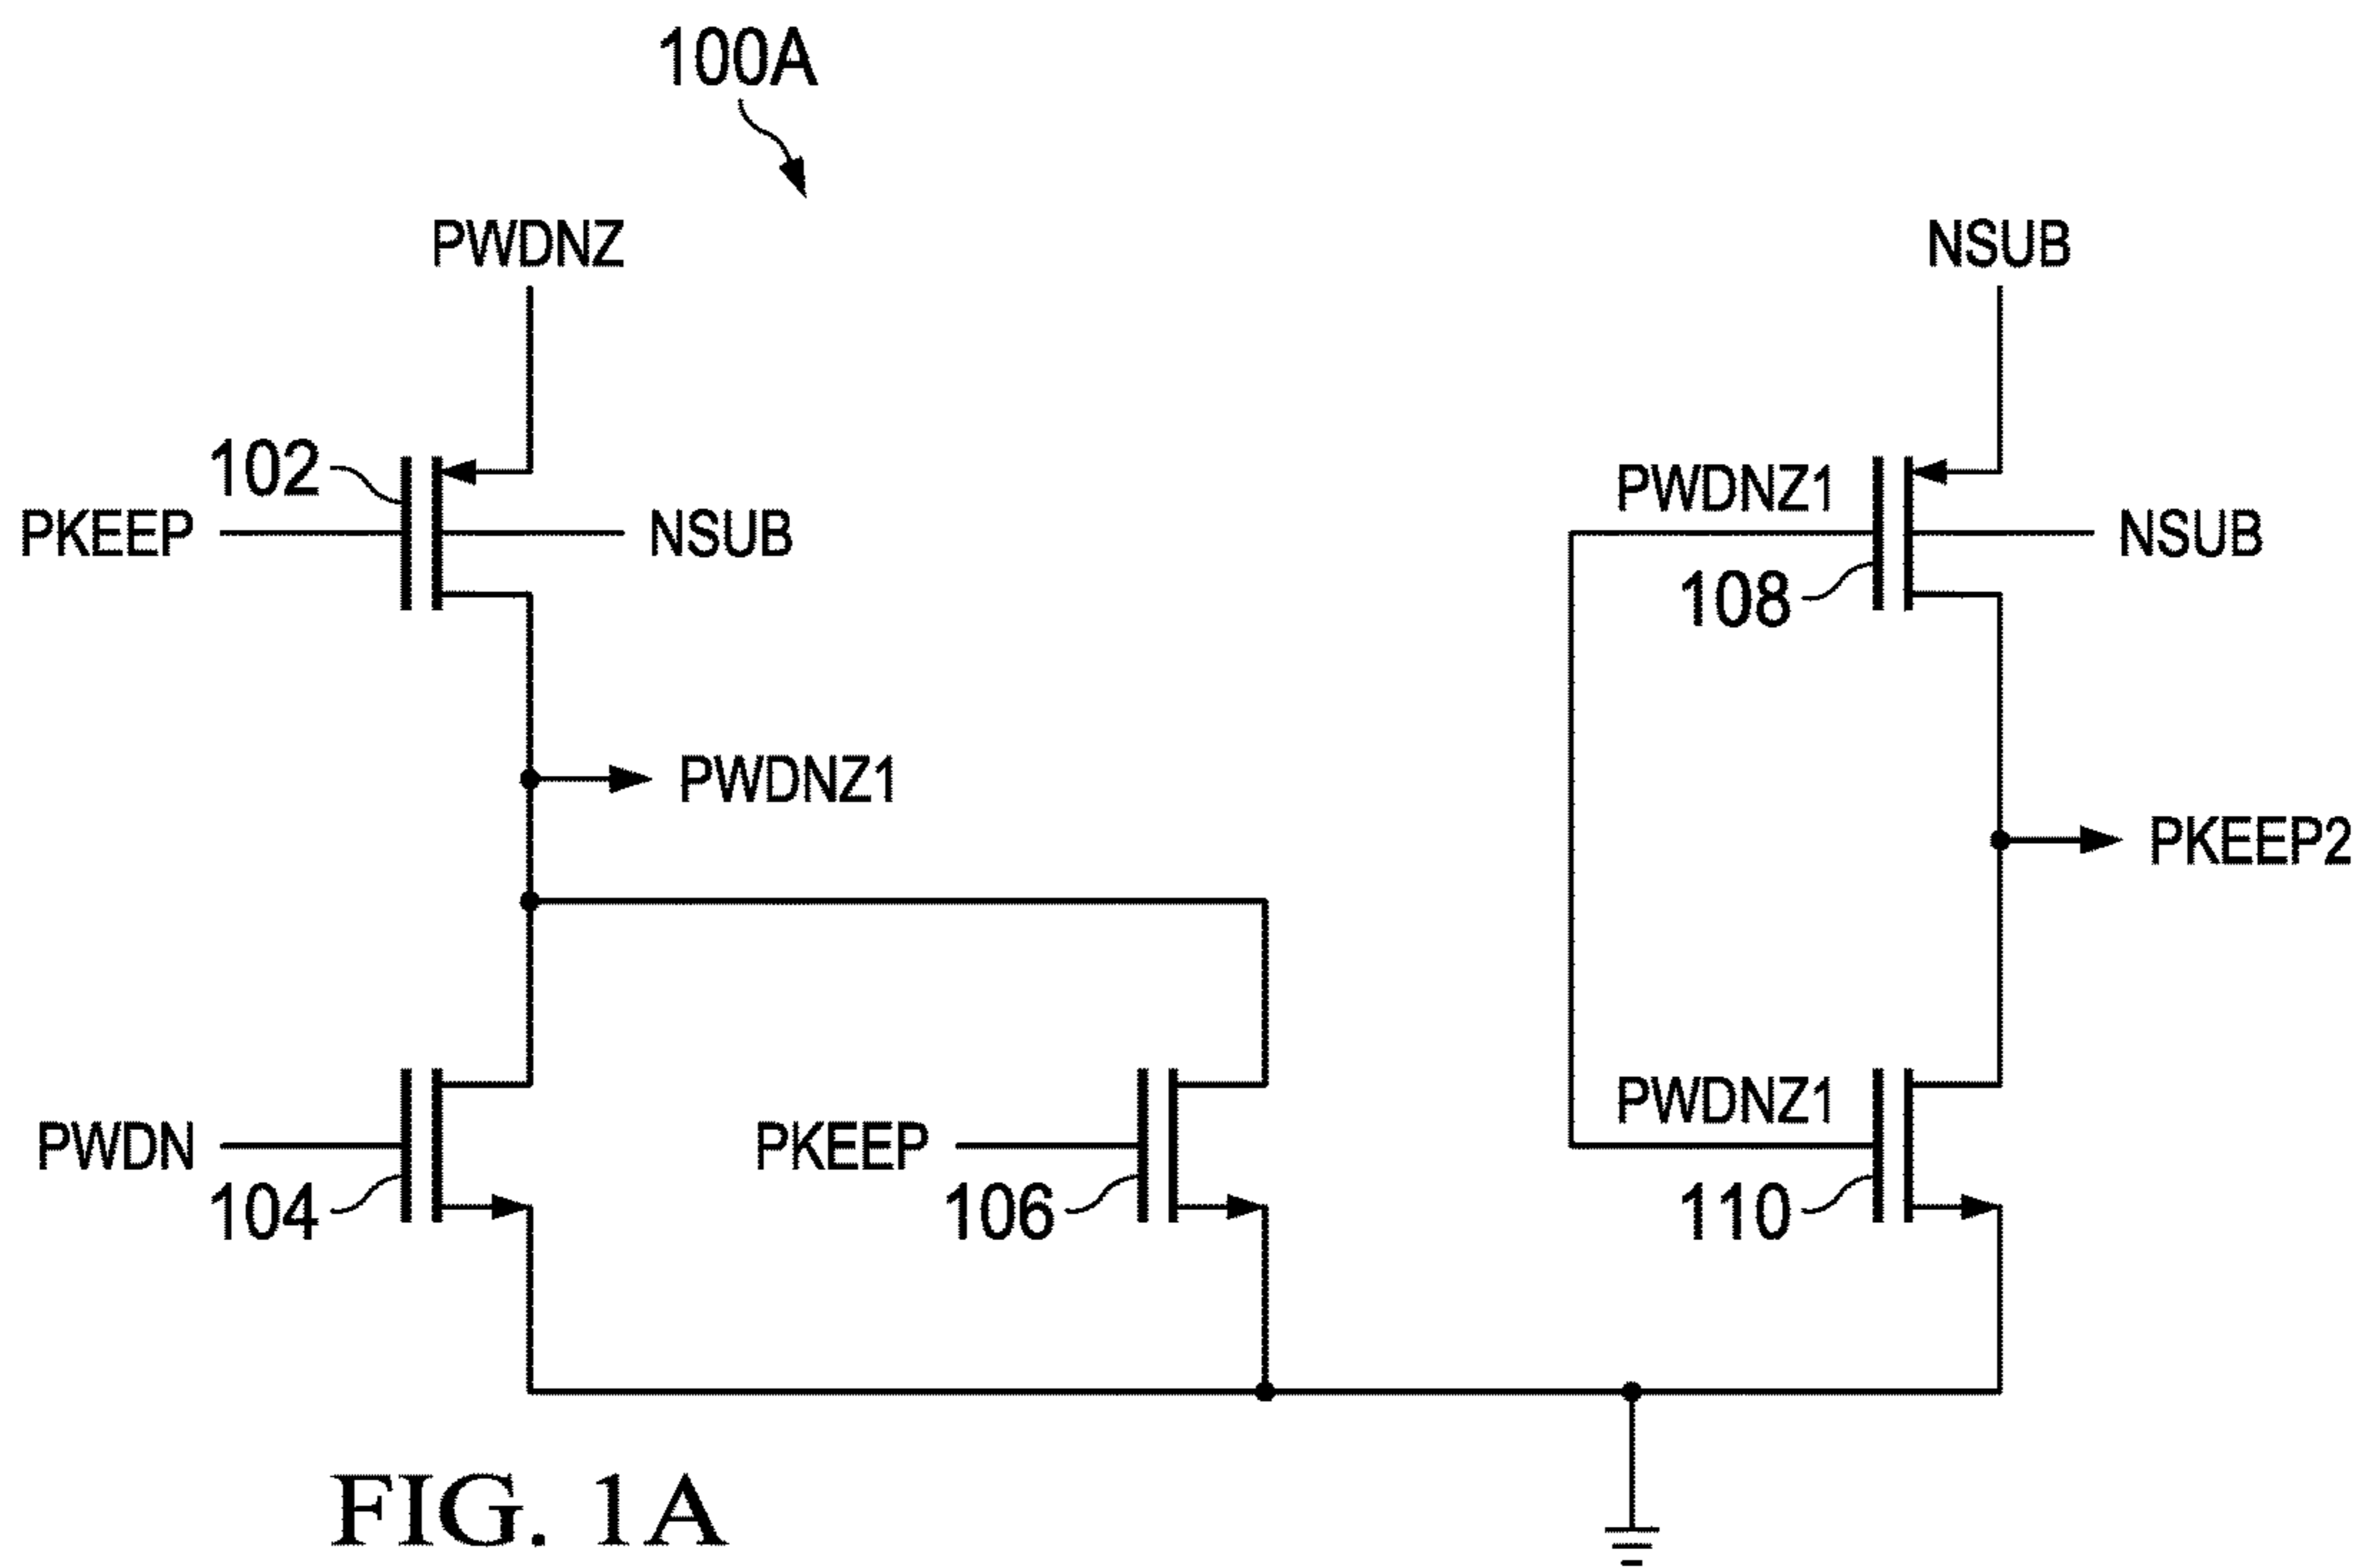 100A
PWDNZ
NSUB
102
PKEEP
NSUB
PWDNZ1
108
NSUB
PWDNZ1
PKEEP2
PWDN
104
PKEEP
106
PWDNZ1
110
FIG. 1A